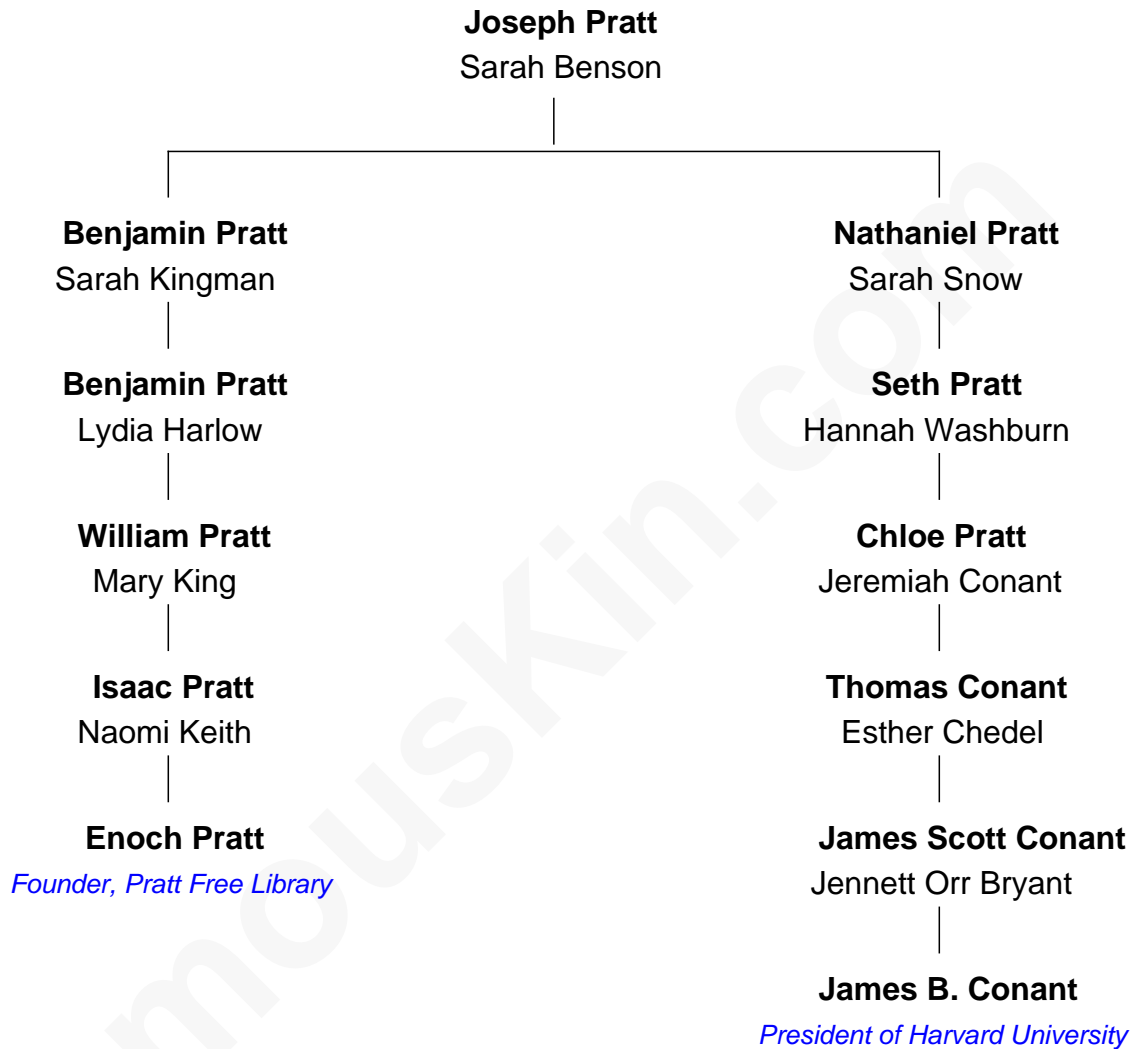 Joseph Pratt
Sarah Benson
Benjamin Pratt
Sarah Kingman
Nathaniel Pratt
Sarah Snow
Benjamin Pratt
Lydia Harlow
Seth Pratt
Hannah Washburn
William Pratt
Mary King
Chloe Pratt
Jeremiah Conant
Isaac Pratt
Naomi Keith
Thomas Conant
Esther Chedel
Enoch Pratt
Founder, Pratt Free Library
James Scott Conant
Jennett Orr Bryant
James B. Conant
President of Harvard University
mousKin.com